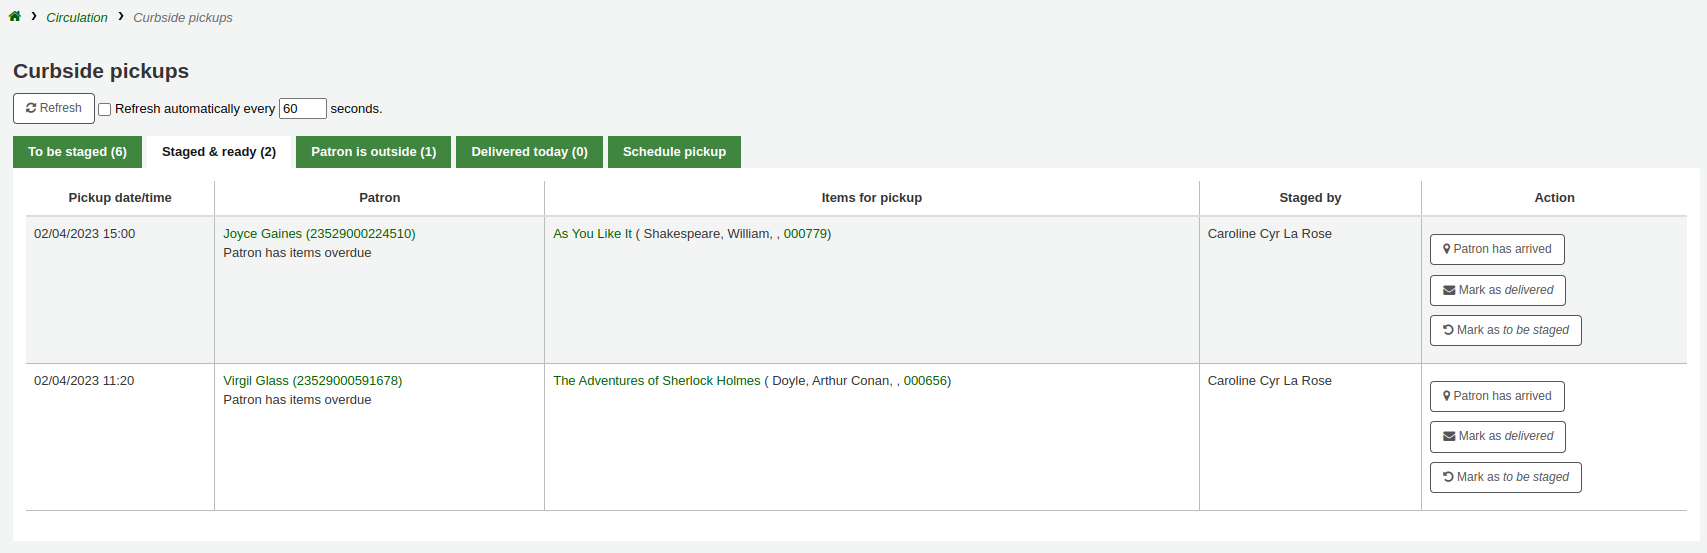 Circulation Curbside pickups
Curbside pickups
Refresh Refresh automatically every 60 seconds.
To be staged (6) Staged & ready (2) Patron is outside (1) Delivered today (0) Schedule pickup
Pickup date/time Patron Items for pickup Staged by Action
02/04/2023 15:00 Joyce Gaines (23529000224510) As You Like It ( Shakespeare, William, , 000779) Caroline Cyr La Rose
Patron has items overdue
Patron has arrived
Mark as delivered
Mark as to be staged
02/04/2023 11:20 Virgil Glass (23529000591678) The Adventures of Sherlock Holmes ( Doyle, Arthur Conan, , 000656) Caroline Cyr La Rose
Patron has items overdue
Patron has arrived
Mark as delivered
Mark as to be staged